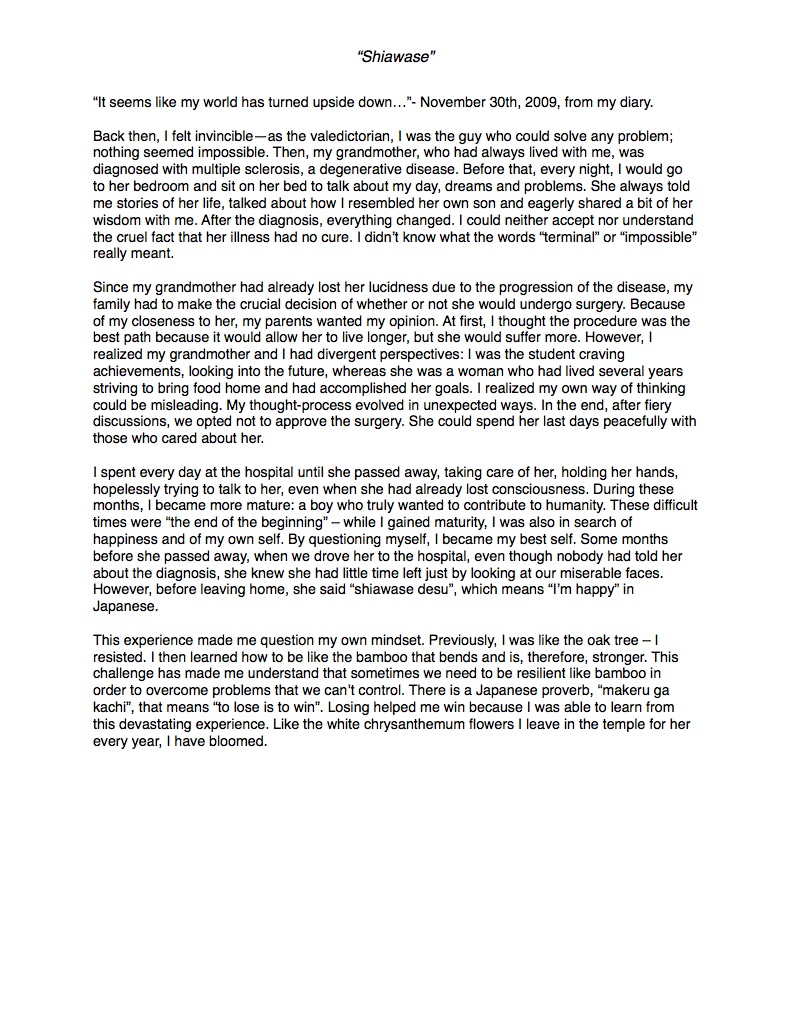 “Shiawase”
“It seems like my world has turned upside down…”- November 30th, 2009, from my diary.
Back then, I felt invincible—as the valedictorian, I was the guy who could solve any problem;
nothing seemed impossible. Then, my grandmother, who had always lived with me, was
diagnosed with multiple sclerosis, a degenerative disease. Before that, every night, I would go
to her bedroom and sit on her bed to talk about my day, dreams and problems. She always told
me stories of her life, talked about how I resembled her own son and eagerly shared a bit of her
wisdom with me. After the diagnosis, everything changed. I could neither accept nor understand
the cruel fact that her illness had no cure. I didn’t know what the words “terminal” or “impossible”
really meant.
Since my grandmother had already lost her lucidness due to the progression of the disease, my
family had to make the crucial decision of whether or not she would undergo surgery. Because
of my closeness to her, my parents wanted my opinion. At first, I thought the procedure was the
best path because it would allow her to live longer, but she would suffer more. However, I
realized my grandmother and I had divergent perspectives: I was the student craving
achievements, looking into the future, whereas she was a woman who had lived several years
striving to bring food home and had accomplished her goals. I realized my own way of thinking
could be misleading. My thought-process evolved in unexpected ways. In the end, after fiery
discussions, we opted not to approve the surgery. She could spend her last days peacefully with
those who cared about her.
I spent every day at the hospital until she passed away, taking care of her, holding her hands,
hopelessly trying to talk to her, even when she had already lost consciousness. During these
months, I became more mature: a boy who truly wanted to contribute to humanity. These difficult
times were “the end of the beginning” – while I gained maturity, I was also in search of
happiness and of my own self. By questioning myself, I became my best self. Some months
before she passed away, when we drove her to the hospital, even though nobody had told her
about the diagnosis, she knew she had little time left just by looking at our miserable faces.
However, before leaving home, she said “shiawase desu”, which means “I’m happy” in
Japanese.
This experience made me question my own mindset. Previously, I was like the oak tree – I
resisted. I then learned how to be like the bamboo that bends and is, therefore, stronger. This
challenge has made me understand that sometimes we need to be resilient like bamboo in
order to overcome problems that we can’t control. There is a Japanese proverb, “makeru ga
kachi”, that means “to lose is to win”. Losing helped me win because I was able to learn from
this devastating experience. Like the white chrysanthemum flowers I leave in the temple for her
every year, I have bloomed.